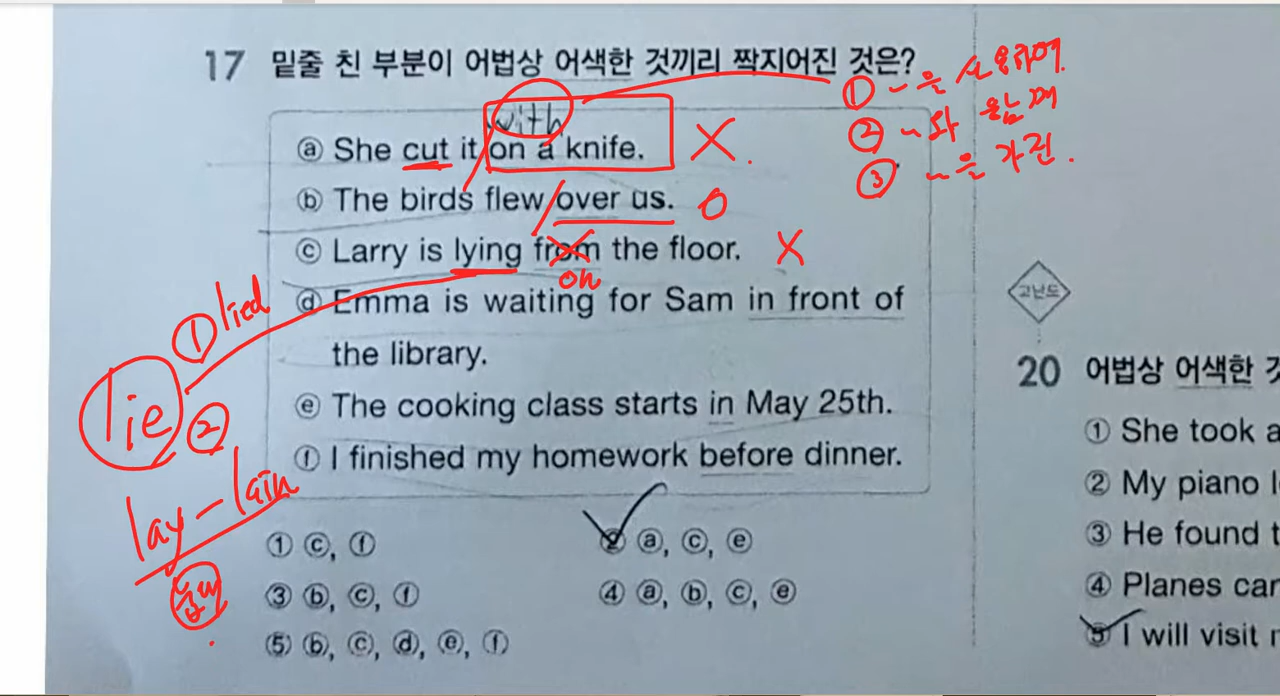 17 밑줄 친 부분이 어법상 어색한 것끼리 짝지어진 것은?
① ~을 사용하여.
② ~와 함께
③ ~을 가진.
with
ⓐ She cut it on a knife. X.
ⓑ The birds flew over us. O
ⓒ Larry is lying from the floor. X
on
ⓓ Emma is waiting for Sam in front of
the library.
ⓔ The cooking class starts in May 25th.
ⓕ I finished my homework before dinner.
lie
① lied
②
lay - lain
① ⓒ, ⓕ
② ⓐ, ⓒ, ⓔ
③ ⓑ, ⓒ, ⓕ
④ ⓐ, ⓑ, ⓒ, ⓔ
⑤ ⓑ, ⓒ, ⓓ, ⓔ, ⓕ
고난도
20 어법상 어색한
① She took a
② My piano
③ He found
④ Planes can
⑤ I will visit